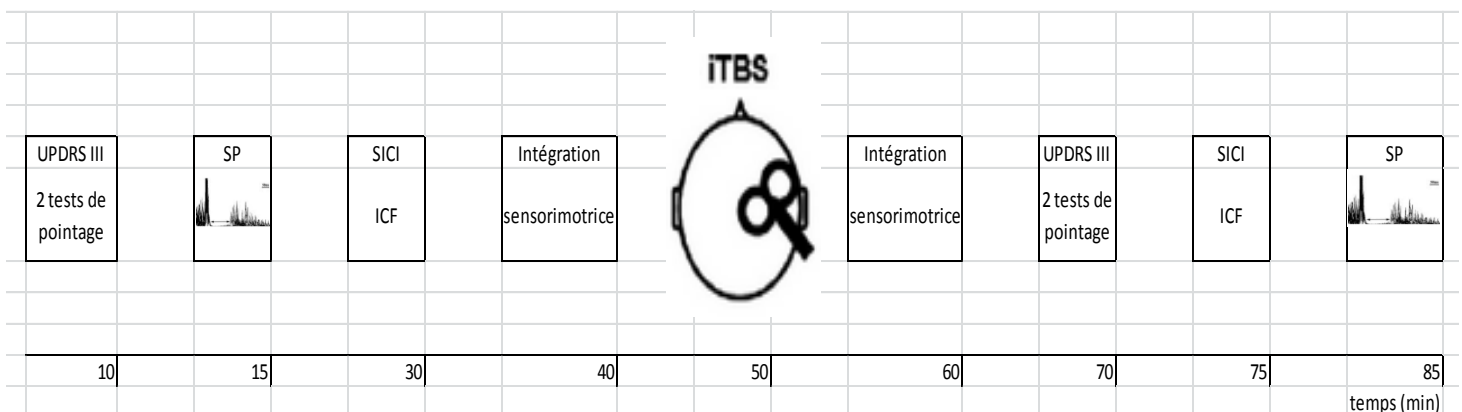 iTBS
UPDRS III
2 tests de
pointage
SP
SICI
ICF
Intégration
sensorimotrice
Intégration
sensorimotrice
UPDRS III
2 tests de
pointage
SICI
ICF
SP
10 15 30 40 50 60 70 75 85
temps (min)